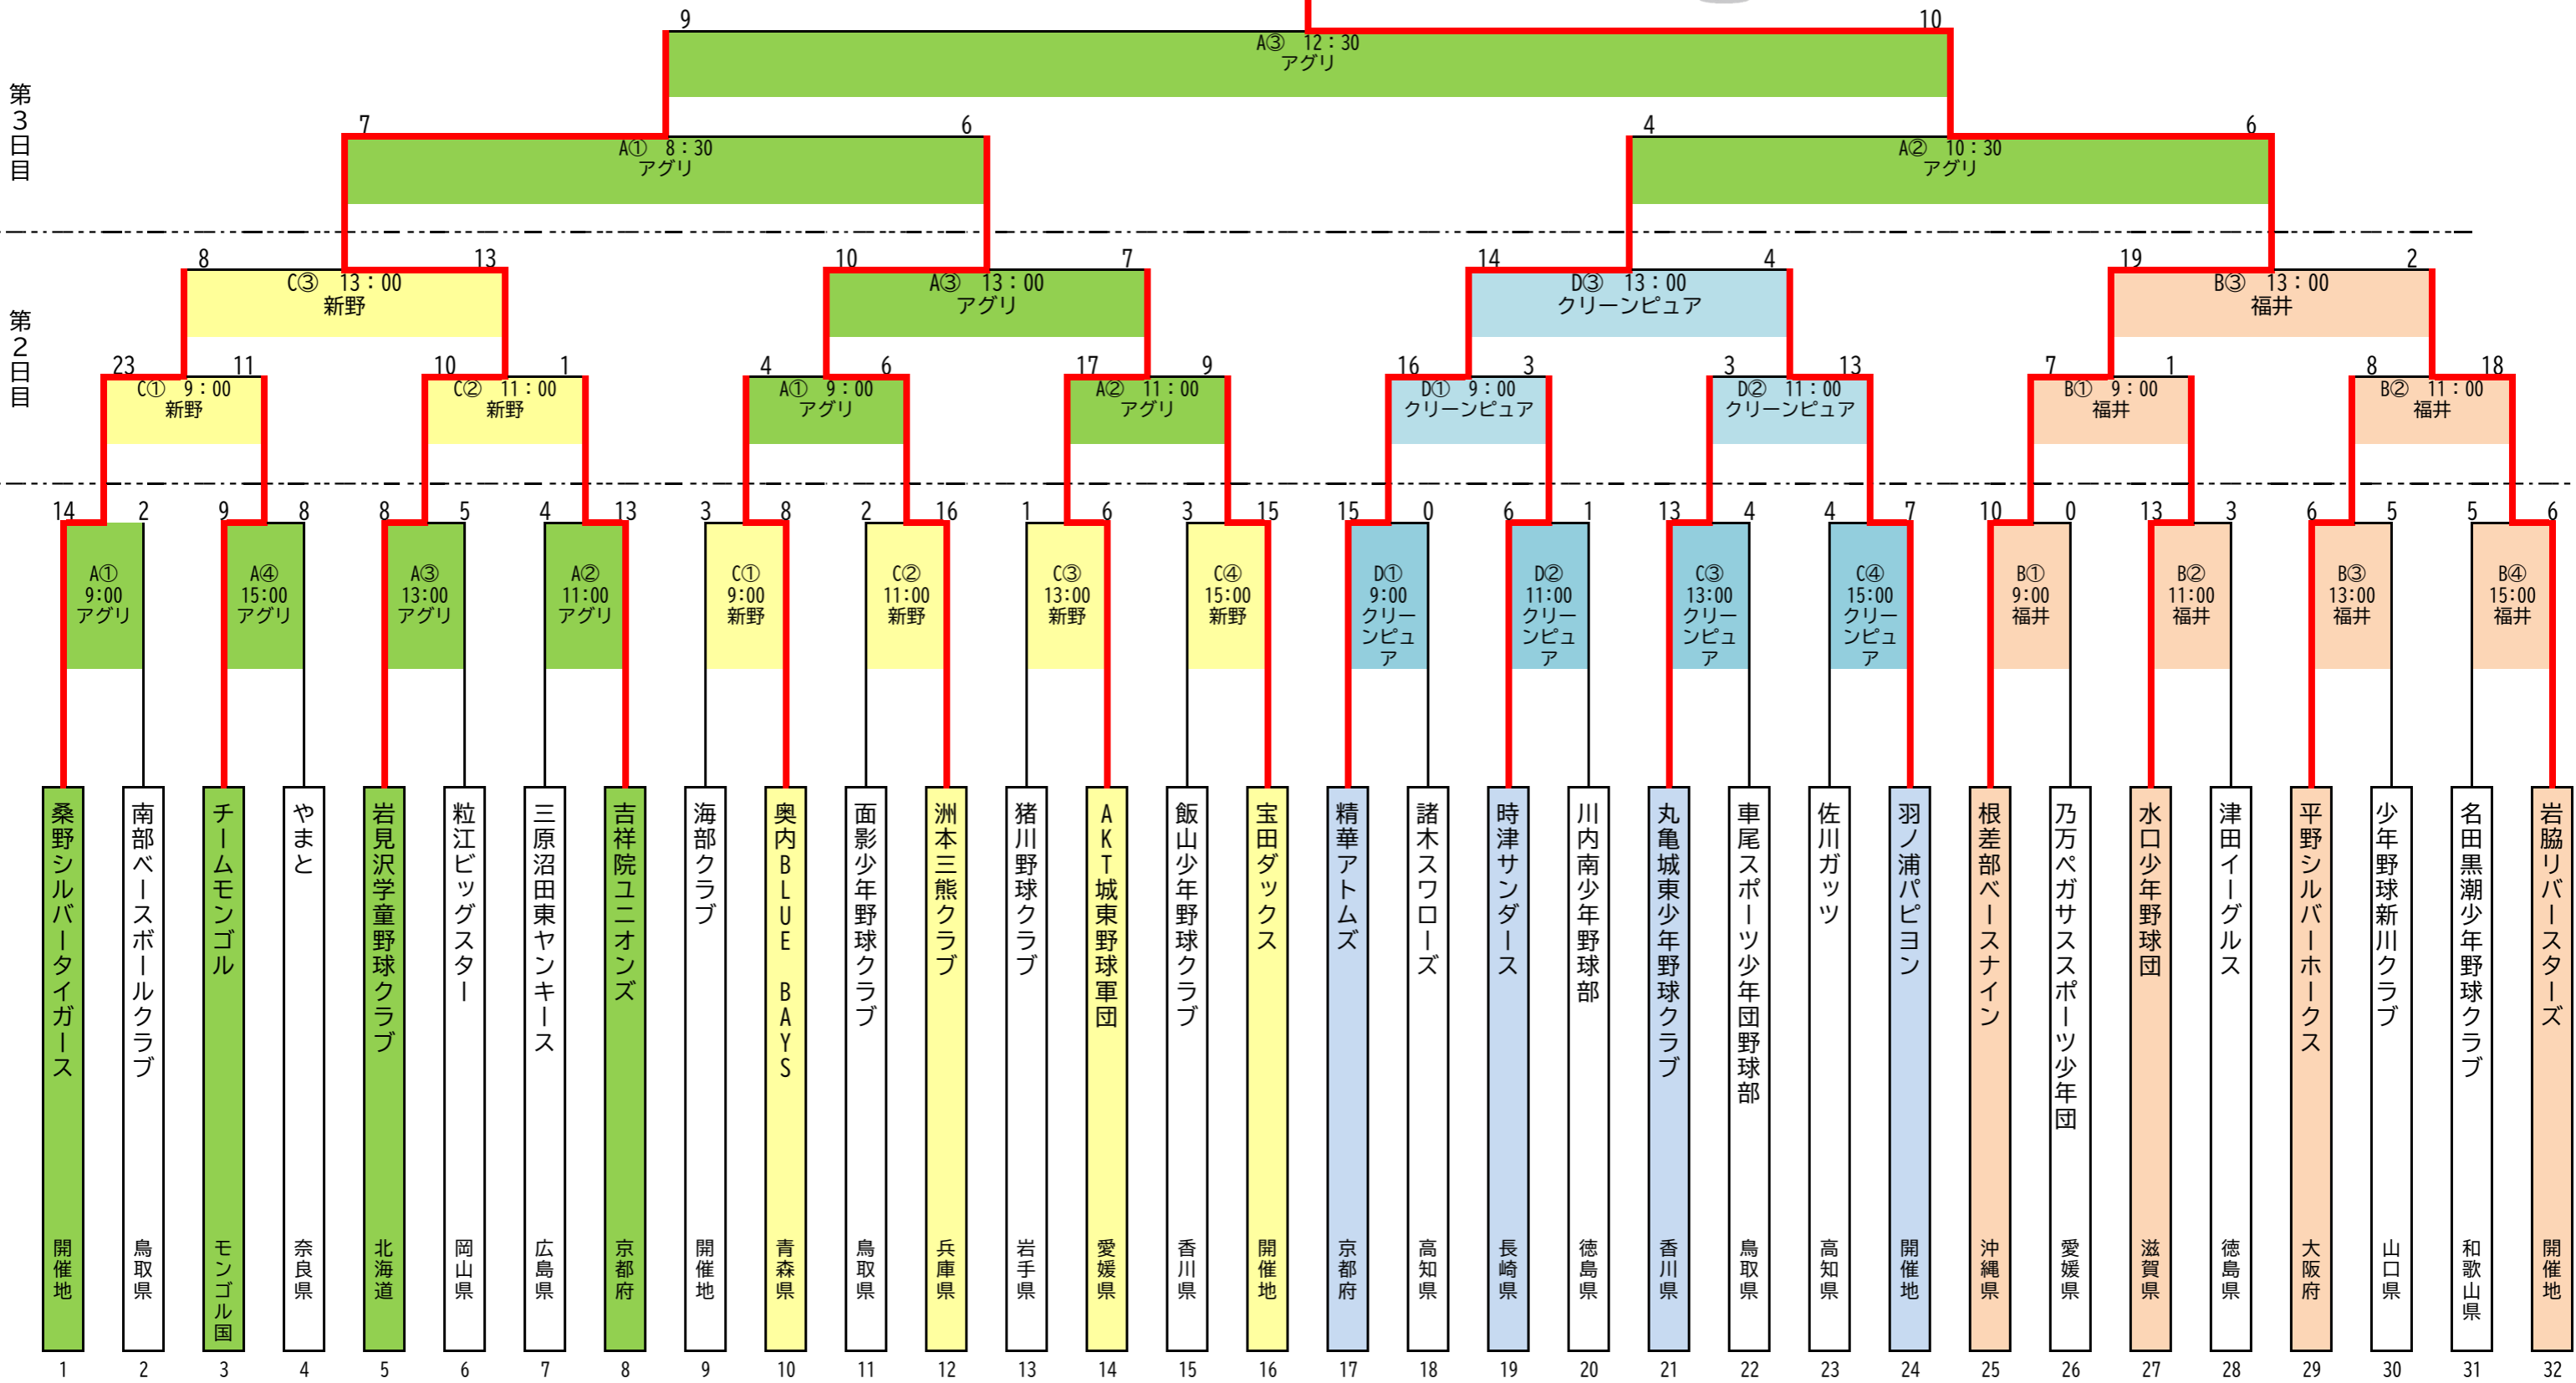 9 10
A③ 12：30
アグリ
第3日目
7 6 4 6
A① 8：30 A② 10：30
アグリ アグリ
8 13 10 7 14 4 19 2
C③ 13：00 A③ 13：00 D③ 13：00 B③ 13：00
新野 アグリ クリーンピュア 福井
第2日目
23 11 10 1 4 6 17 9 16 3 3 13 7 1 8 18
C① 9：00 C② 11：00 A① 9：00 A② 11：00 D① 9：00 D② 11：00 B① 9：00 B② 11：00
新野 新野 アグリ アグリ クリーンピュア クリーンピュア 福井 福井
14 2 9 8 8 5 4 13 3 8 2 16 1 6 3 15 15 0 6 1 13 4 4 7 10 0 13 3 6 5 5 6
A① A④ A③ A② C① C② C③ C④ D① D② C③ C④ B① B② B③ B④
9:00 15:00 13:00 11:00 9:00 11:00 13:00 15:00 9:00 11:00 13:00 15:00 9:00 11:00 13:00 15:00
アグリ アグリ アグリ アグリ 新野 新野 新野 新野 クリー クリー クリー クリー 福井 福井 福井 福井
ンピュ ンピュ ンピュ ンピュ
ア ア ア ア
桑野シルバータイガース 開催地
南部ベースボールクラブ 鳥取県
チームモンゴル モンゴル国
やまと 奈良県
岩見沢学童野球クラブ 北海道
粒江ビッグスター 岡山県
三原沼田東ヤンキース 広島県
吉祥院ユニオンズ 京都府
海部クラブ 開催地
奥内BLUE BAYS 青森県
面影少年野球クラブ 鳥取県
洲本三熊クラブ 兵庫県
猪川野球クラブ 岩手県
AKT城東野球軍団 愛媛県
飯山少年野球クラブ 香川県
宝田ダックス 開催地
精華アトムズ 京都府
諸木スワローズ 高知県
時津サンダース 長崎県
川内南少年野球部 徳島県
丸亀城東少年野球クラブ 香川県
車尾スポーツ少年団野球部 鳥取県
佐川ガッツ 高知県
羽ノ浦パピヨン 開催地
根差部ベースナイン 沖縄県
乃万ペガサススポーツ少年団 愛媛県
水口少年野球団 滋賀県
津田イーグルス 徳島県
平野シルバーホークス 大阪府
少年野球新川クラブ 山口県
名田黒潮少年野球クラブ 和歌山県
岩脇リバースターズ 開催地
1 2 3 4 5 6 7 8 9 10 11 12 13 14 15 16 17 18 19 20 21 22 23 24 25 26 27 28 29 30 31 32